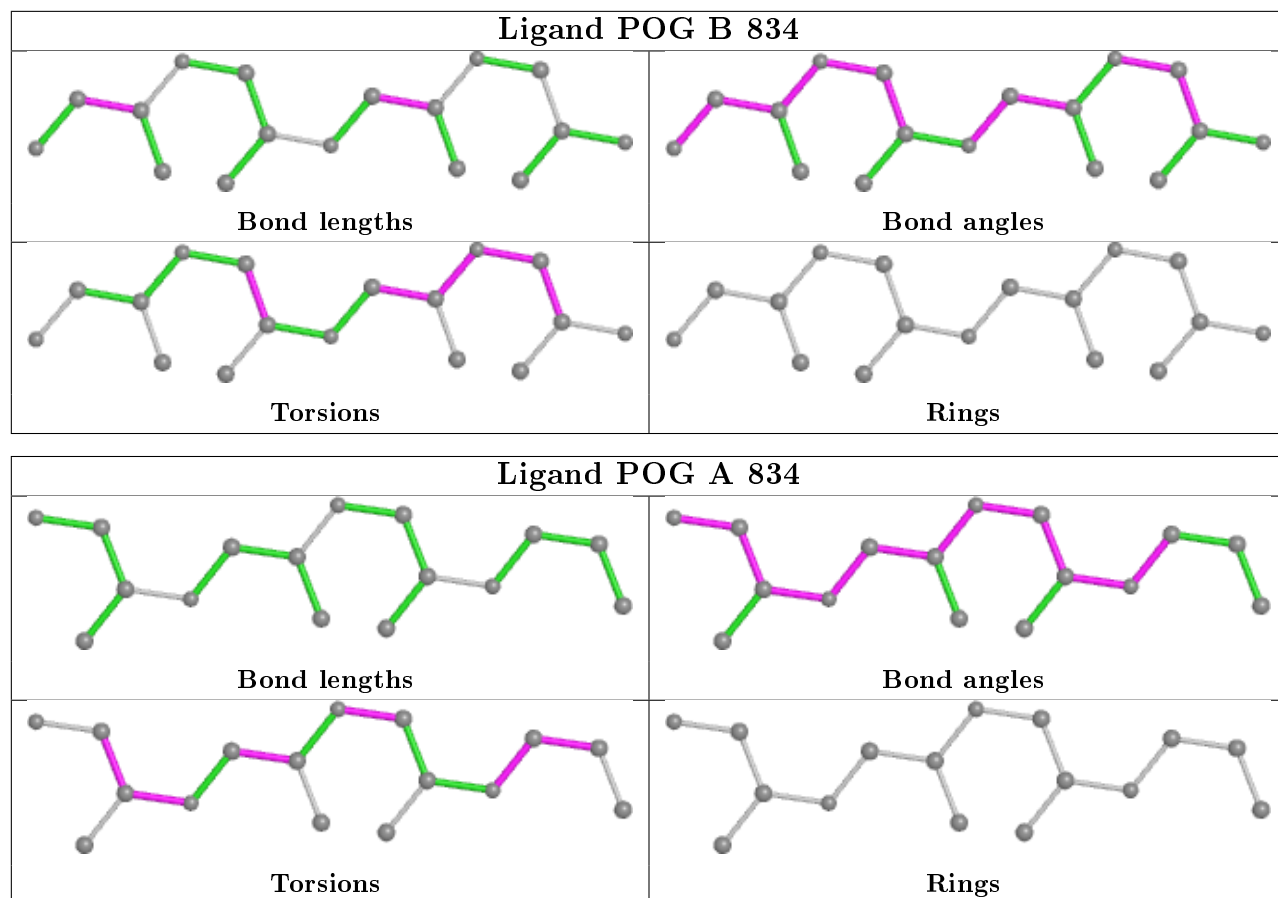 Ligand POG B 834
Bond lengths
Bond angles
Torsions
Rings
Ligand POG A 834
Bond lengths
Bond angles
Torsions
Rings